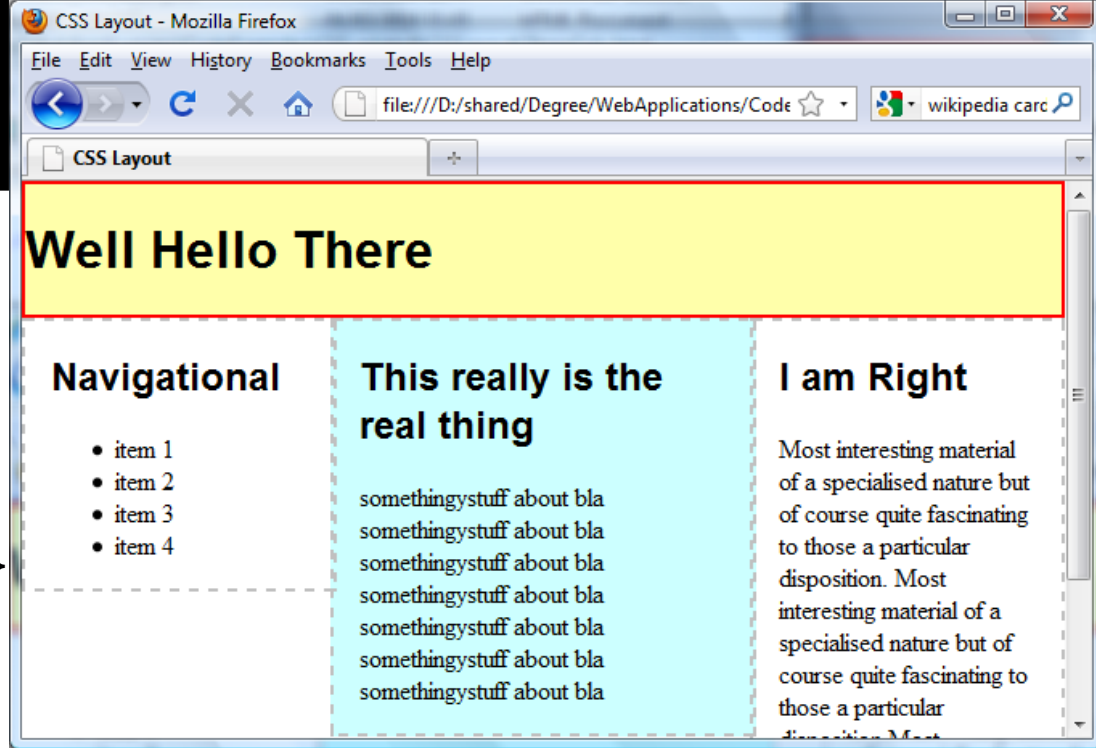 CSS Layout - Mozilla Firefox
File Edit View History Bookmarks Tools Help
file:///D:/shared/Degree/WebApplications/Code
wikipedia card
CSS Layout
Well Hello There
Navigational
item 1
item 2
item 3
item 4
This really is the
real thing
somethingystuff about bla
somethingystuff about bla
somethingystuff about bla
somethingystuff about bla
somethingystuff about bla
somethingystuff about bla
somethingystuff about bla
I am Right
Most interesting material
of a specialised nature but
of course quite fascinating
to those a particular
disposition. Most
interesting material of a
specialised nature but of
course quite fascinating to
those a particular